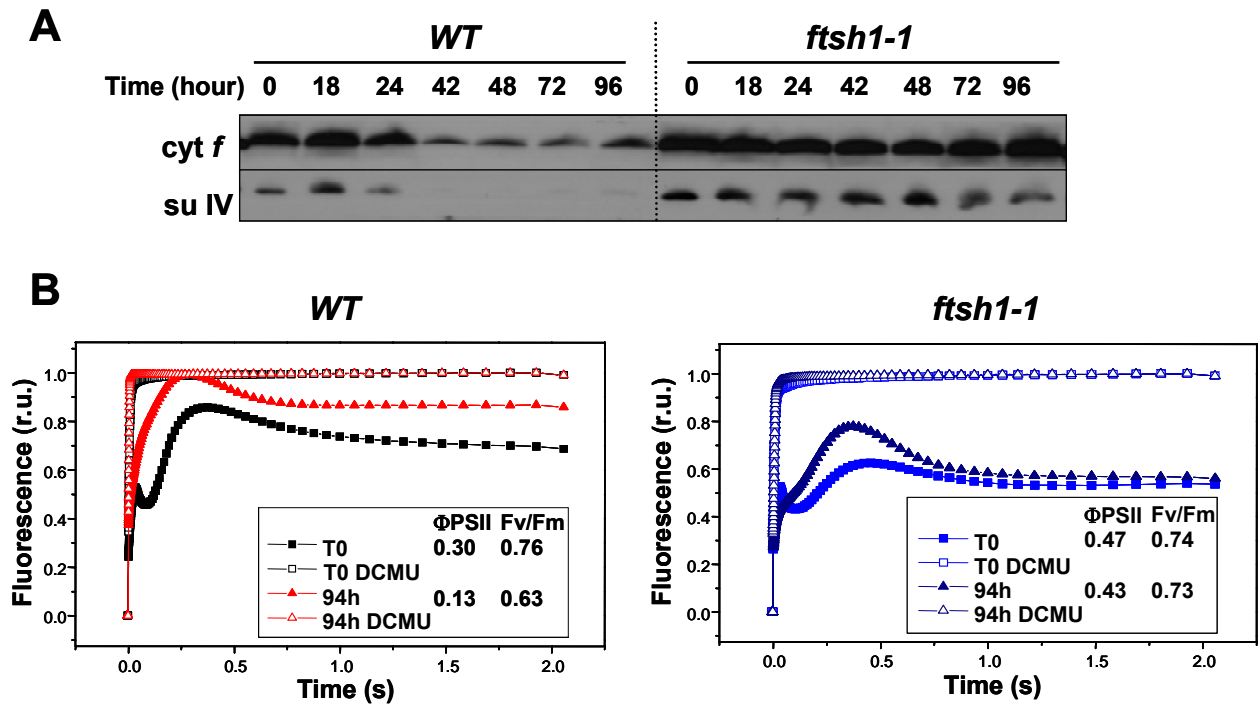 A
WT
ftsh1-1
Time (hour) 0 18 24 42 48 72 96 0 18 24 42 48 72 96
cyt f
su IV
B
WT
Fluorescence (r.u.)
1.0
0.8
0.6
0.4
0.2
0.0
ΦPSII Fv/Fm
T0 0.30 0.76
T0 DCMU
94h 0.13 0.63
94h DCMU
0.0 0.5 1.0 1.5 2.0
Time (s)
ftsh1-1
Fluorescence (r.u.)
1.0
0.8
0.6
0.4
0.2
0.0
ΦPSII Fv/Fm
T0 0.47 0.74
T0 DCMU
94h 0.43 0.73
94h DCMU
0.0 0.5 1.0 1.5 2.0
Time (s)